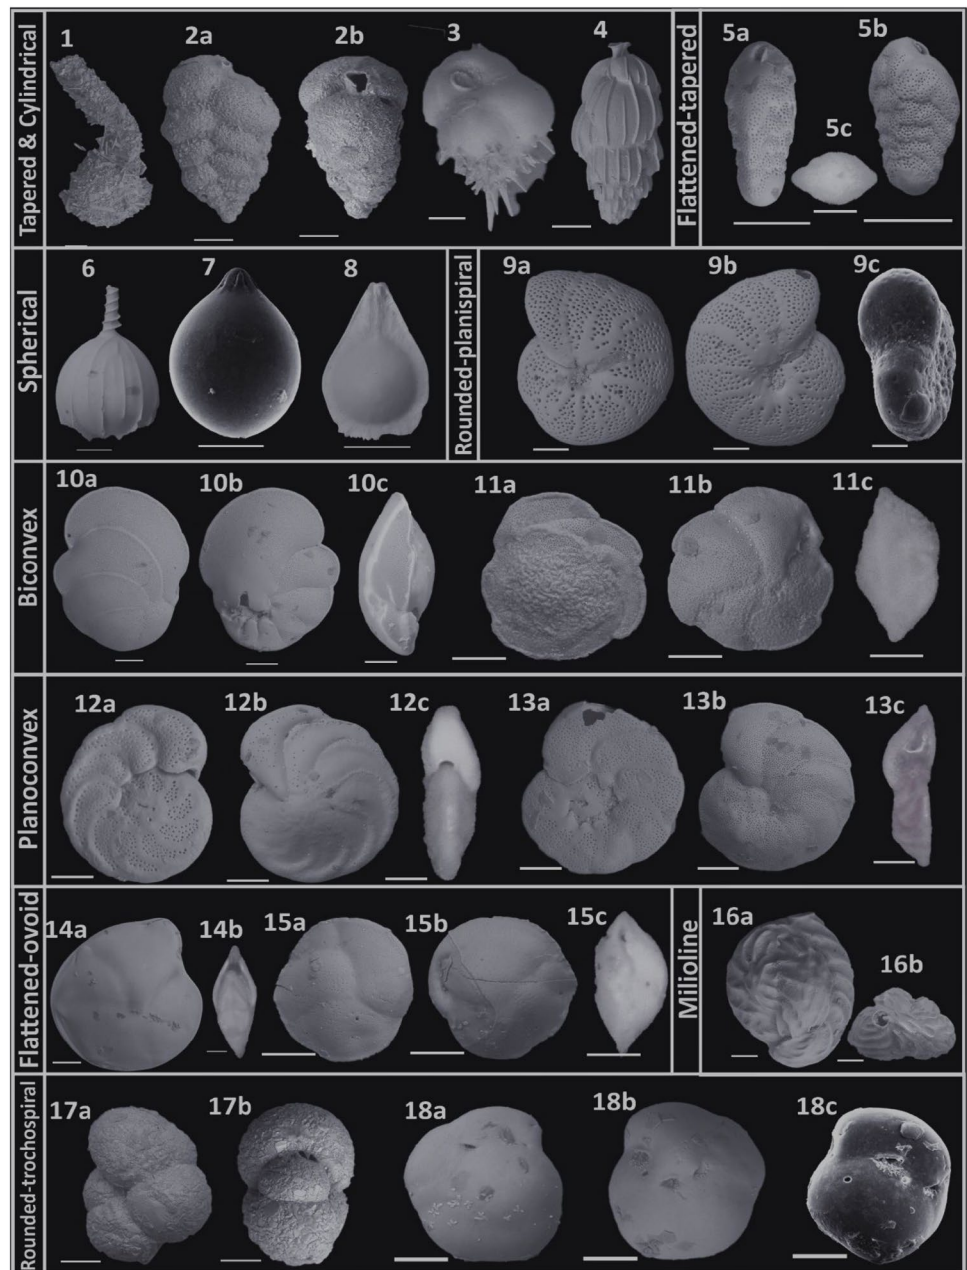 Tapered & Cylindrical
1
2a
2b
3
4
Flattened-tapered
5a
5b
5c
Spherical
6
7
8
Rounded-planispiral
9a
9b
9c
Biconvex
10a
10b
10c
11a
11b
11c
Planoconvex
12a
12b
12c
13a
13b
13c
Flattened-ovoid
14a
14b
15a
15b
15c
Milioline
16a
16b
Rounded-trochospiral
17a
17b
18a
18b
18c